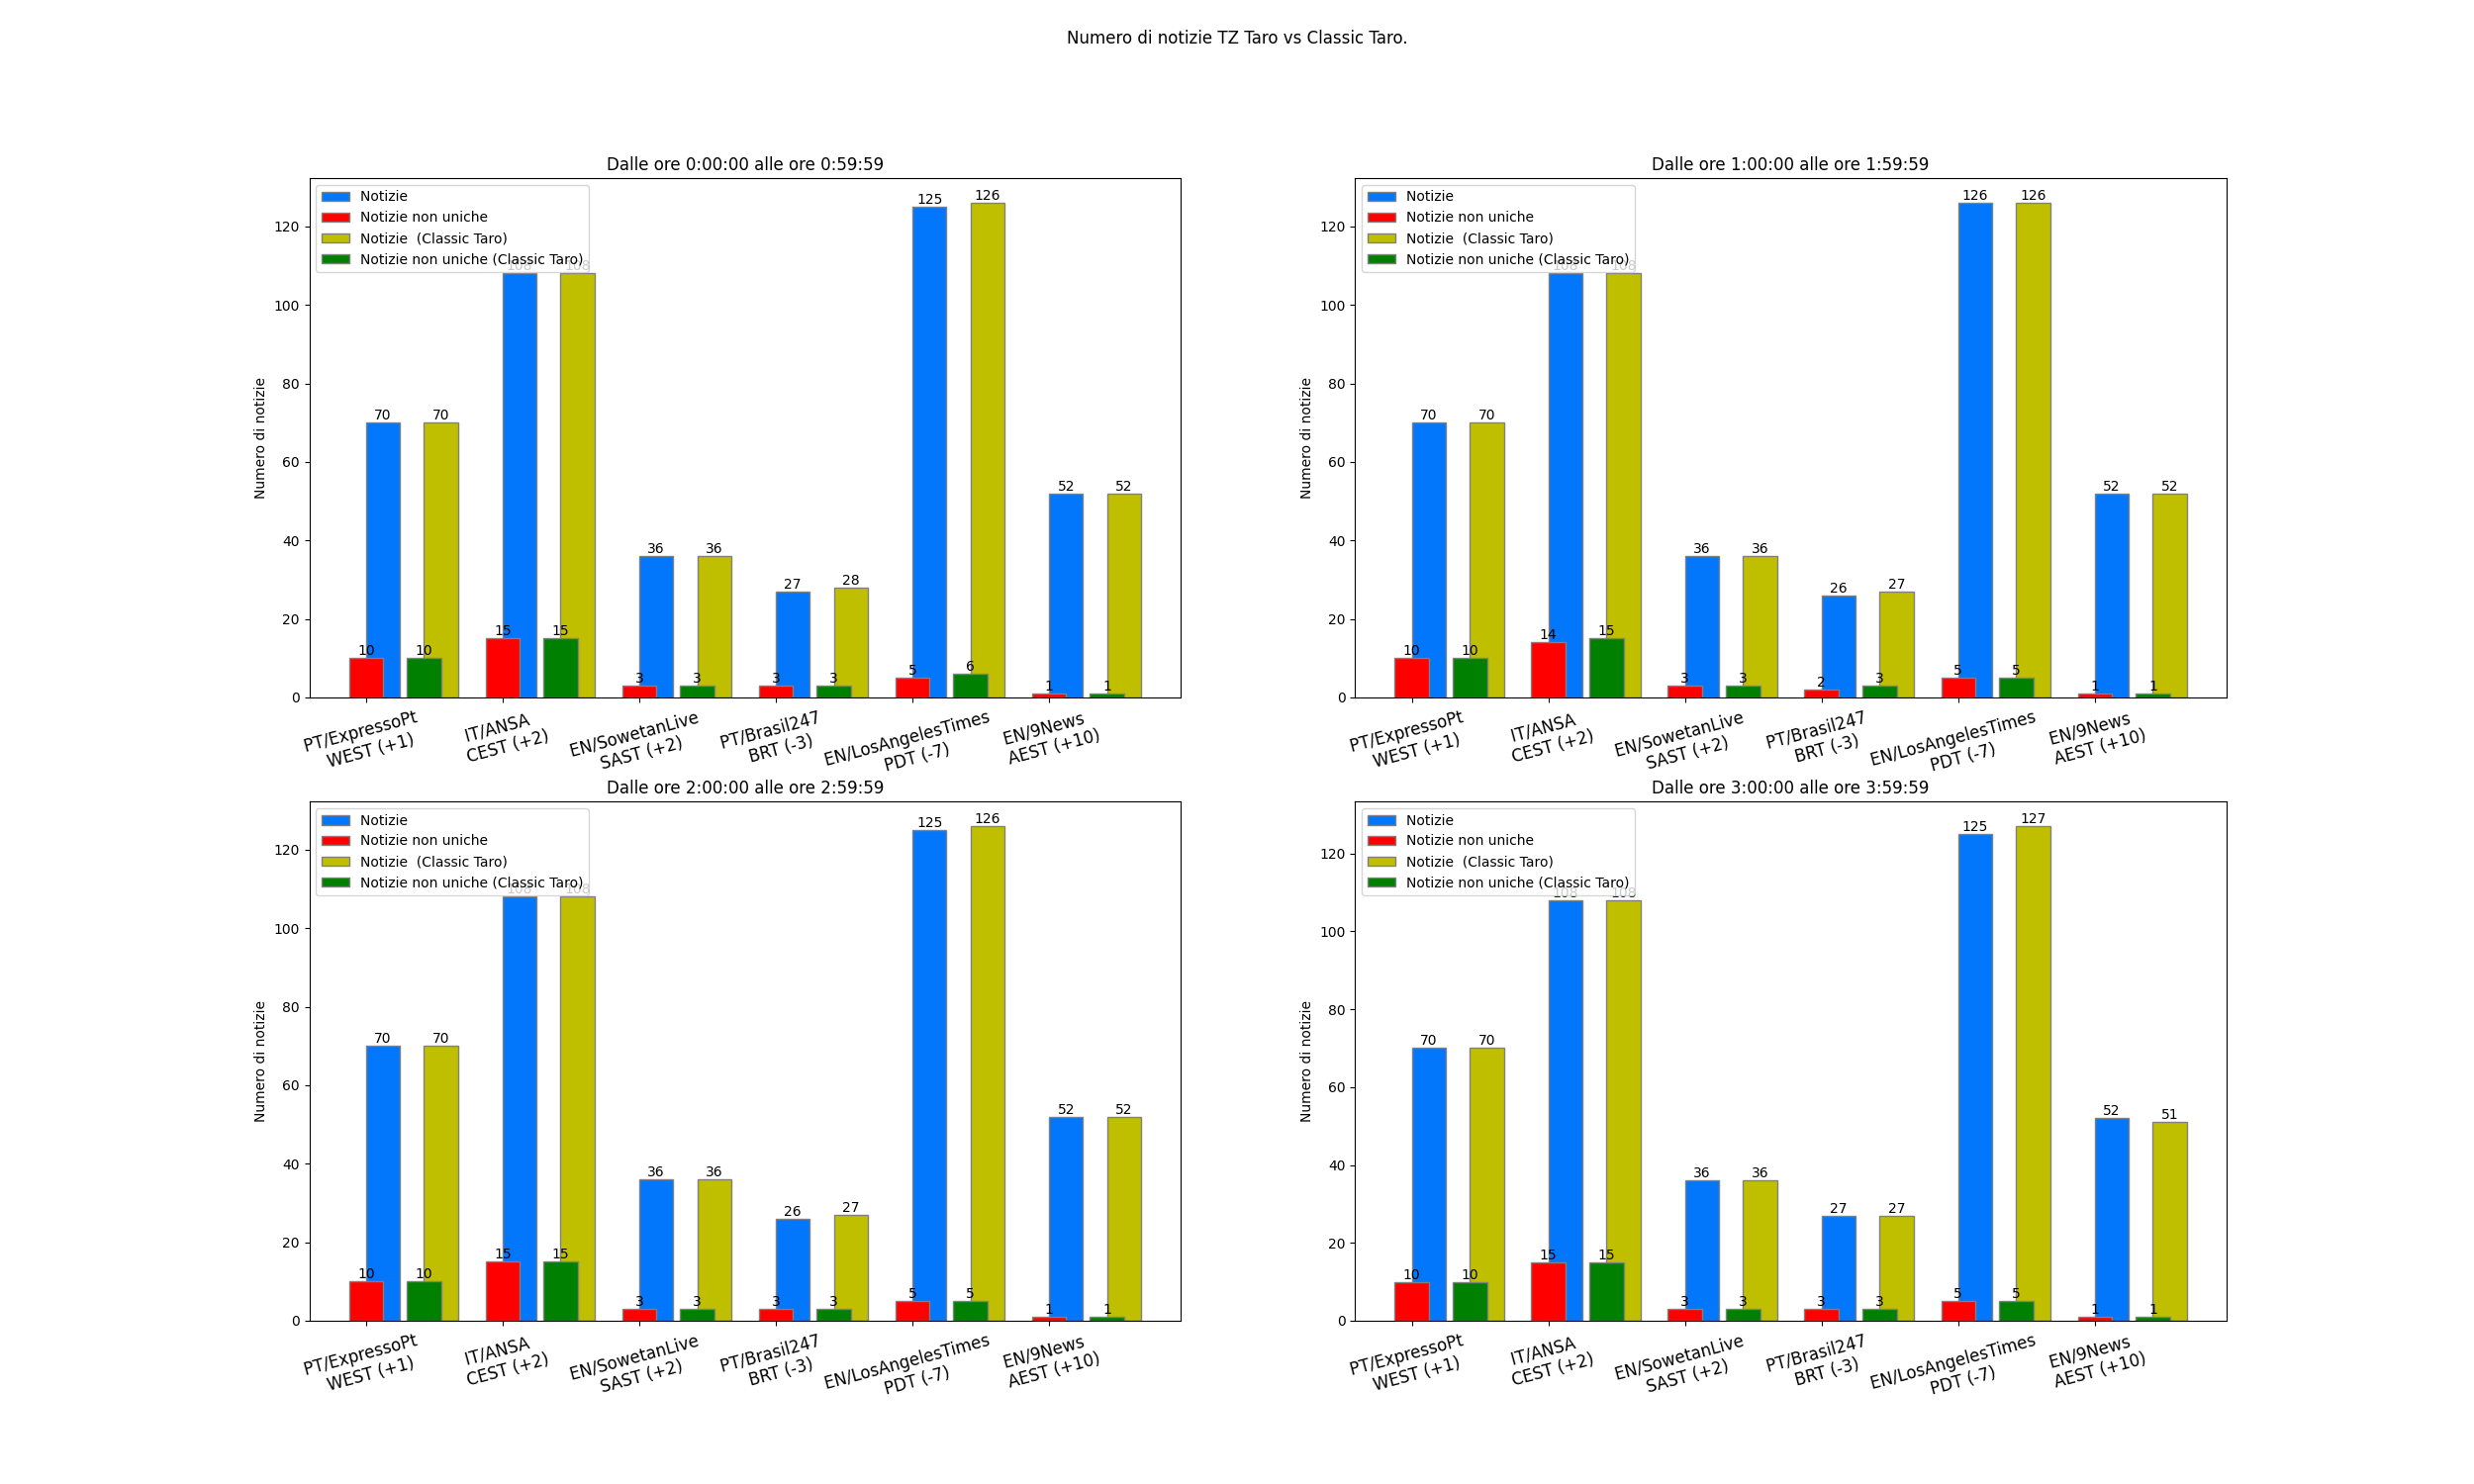 Numero di notizie TZ Taro vs Classic Taro.
Dalle ore 0:00:00 alle ore 0:59:59
Notizie
Notizie non uniche
Notizie (Classic Taro)
Notizie non uniche (Classic Taro)
Numero di notizie
0
20
40
60
80
100
120
10
70
10
70
15
108
15
108
3
36
3
36
3
27
3
28
5
125
6
126
1
52
1
52
PT/ExpressoPt
WEST (+1)
IT/ANSA
CEST (+2)
EN/SowetanLive
SAST (+2)
PT/Brasil247
BRT (-3)
EN/LosAngelesTimes
PDT (-7)
EN/9News
AEST (+10)
Dalle ore 1:00:00 alle ore 1:59:59
Notizie
Notizie non uniche
Notizie (Classic Taro)
Notizie non uniche (Classic Taro)
Numero di notizie
0
20
40
60
80
100
120
10
70
10
70
14
108
15
108
3
36
3
36
2
26
3
27
5
126
5
126
1
52
1
52
PT/ExpressoPt
WEST (+1)
IT/ANSA
CEST (+2)
EN/SowetanLive
SAST (+2)
PT/Brasil247
BRT (-3)
EN/LosAngelesTimes
PDT (-7)
EN/9News
AEST (+10)
Dalle ore 2:00:00 alle ore 2:59:59
Notizie
Notizie non uniche
Notizie (Classic Taro)
Notizie non uniche (Classic Taro)
Numero di notizie
0
20
40
60
80
100
120
10
70
10
70
15
108
15
108
3
36
3
36
3
26
3
27
5
125
5
126
1
52
1
52
PT/ExpressoPt
WEST (+1)
IT/ANSA
CEST (+2)
EN/SowetanLive
SAST (+2)
PT/Brasil247
BRT (-3)
EN/LosAngelesTimes
PDT (-7)
EN/9News
AEST (+10)
Dalle ore 3:00:00 alle ore 3:59:59
Notizie
Notizie non uniche
Notizie (Classic Taro)
Notizie non uniche (Classic Taro)
Numero di notizie
0
20
40
60
80
100
120
10
70
10
70
15
108
15
108
3
36
3
36
3
27
3
27
5
125
5
127
1
52
1
51
PT/ExpressoPt
WEST (+1)
IT/ANSA
CEST (+2)
EN/SowetanLive
SAST (+2)
PT/Brasil247
BRT (-3)
EN/LosAngelesTimes
PDT (-7)
EN/9News
AEST (+10)